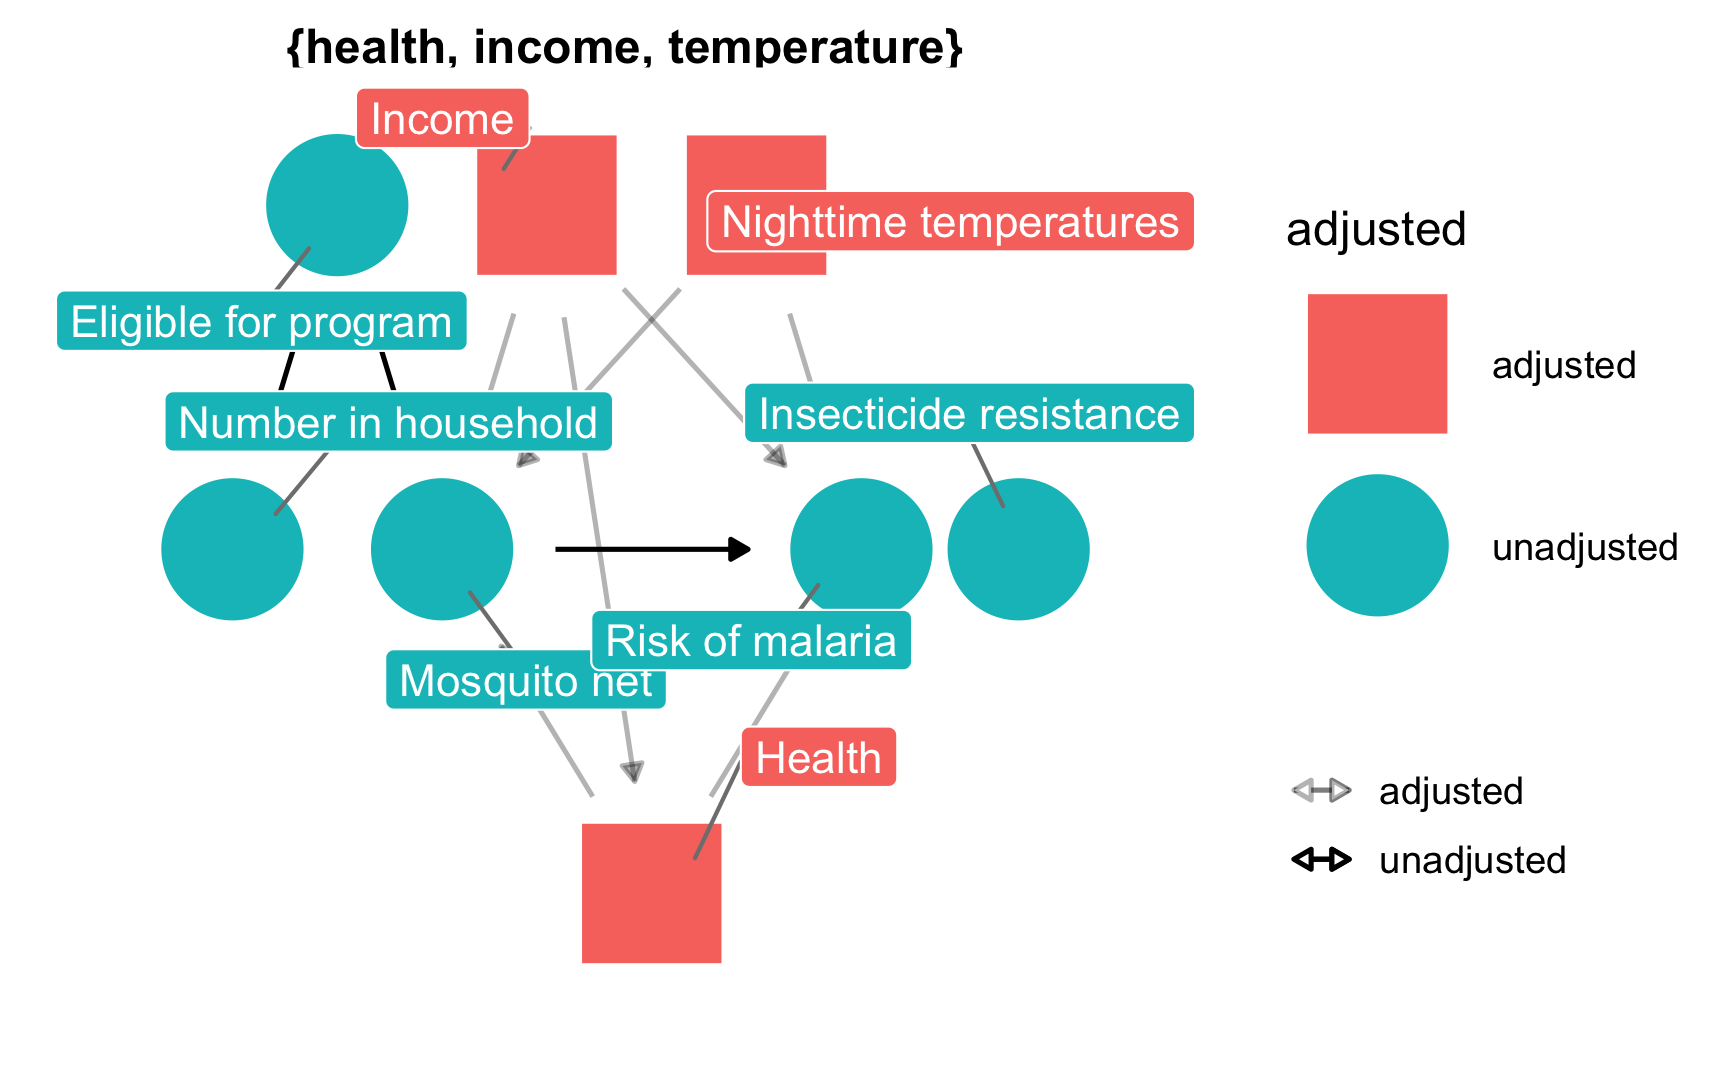 {health, income, temperature}
Income
Nighttime temperatures
Eligible for program
Number in household
Insecticide resistance
Risk of malaria
Mosquito net
Health
adjusted
adjusted
unadjusted
adjusted
unadjusted